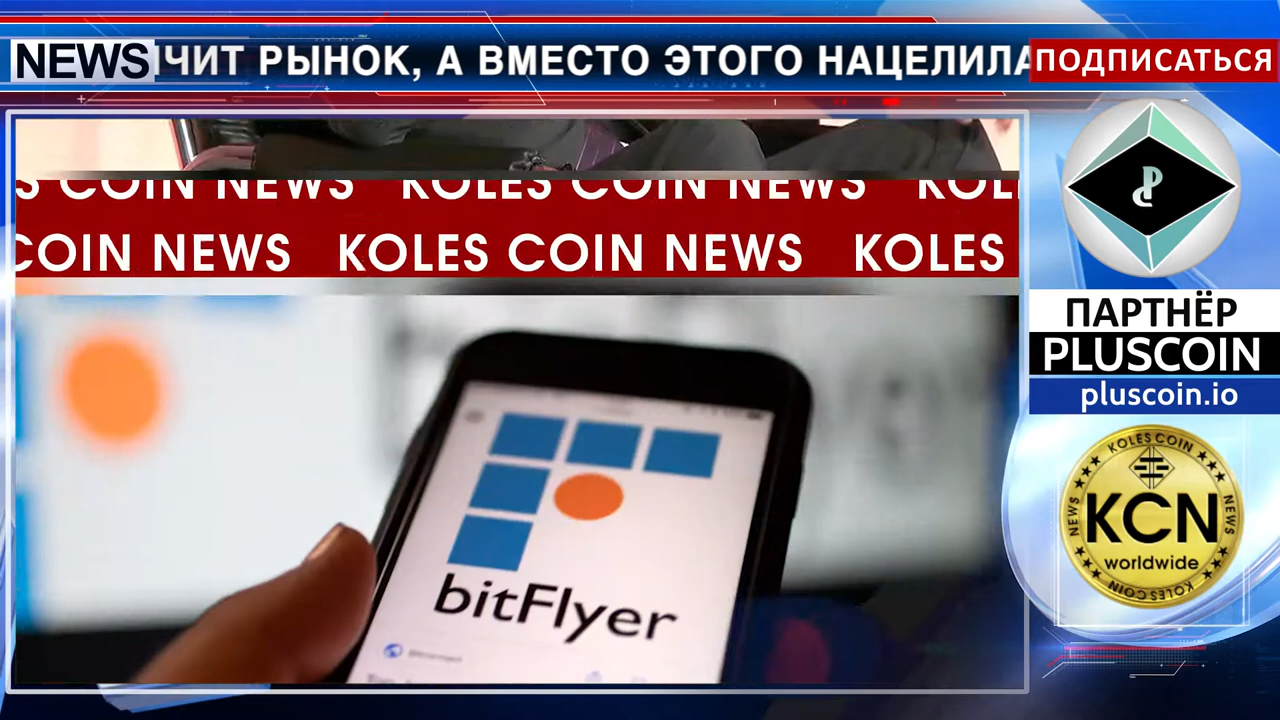 NEWS ЧИТ РЫНОК, А ВМЕСТО ЭТОГО НАЦЕЛИЛА ПОДПИСАТЬСЯ
S COIN NEWS KOLES COIN NEWS KOL
COIN NEWS KOLES COIN NEWS KOLES
bitFlyer
ПАРТНЁР
PLUSCOIN
pluscoin.io
KOLES COIN
NEWS KCN NEWS
worldwide
KOLES COIN